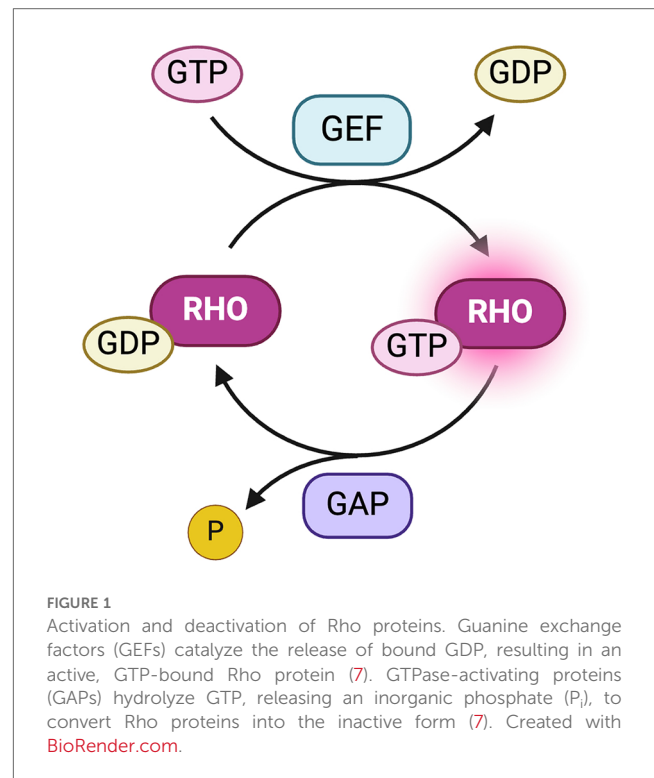 GTP
GDP
GEF
RHO
GDP
RHO
GTP
GAP
P
FIGURE 1
Activation and deactivation of Rho proteins. Guanine exchange
factors (GEFs) catalyze the release of bound GDP, resulting in an
active, GTP-bound Rho protein (7). GTPase-activating proteins
(GAPs) hydrolyze GTP, releasing an inorganic phosphate (Pᵢ), to
convert Rho proteins into the inactive form (7). Created with
BioRender.com.